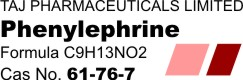 TAJ PHARMACEUTICALS LIMITED
Phenylephrine
Formula C9H13NO2
Cas No. 61-76-7